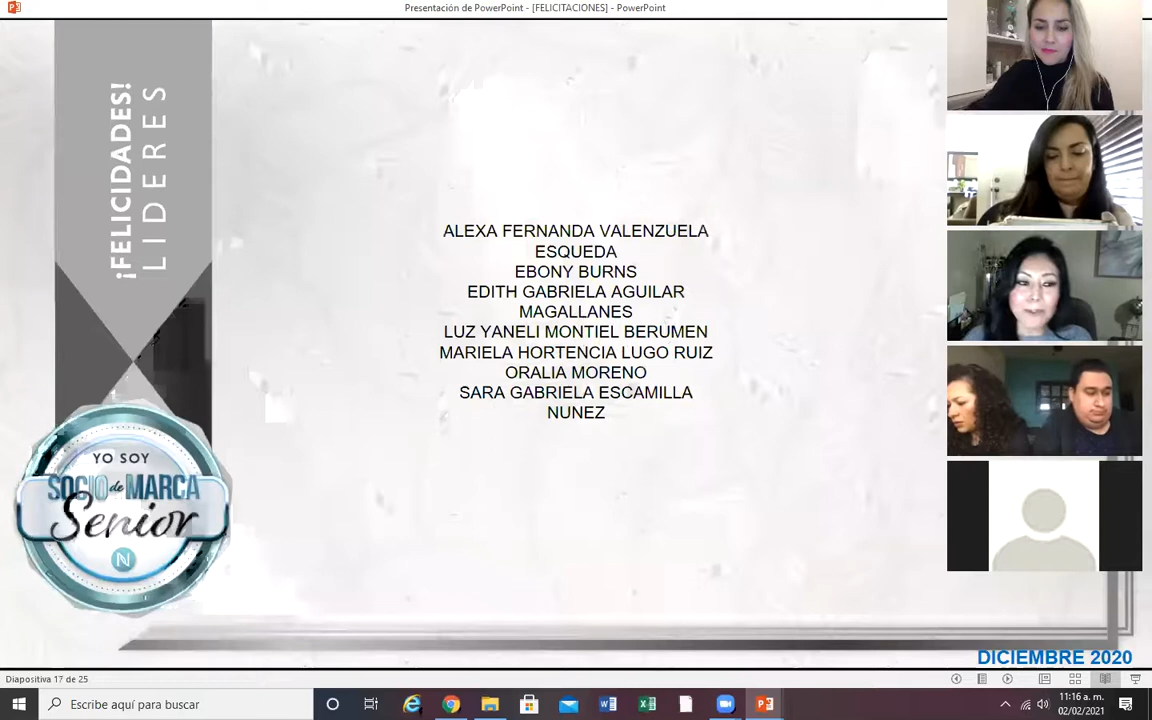 Presentación de PowerPoint - [FELICITACIONES] - PowerPoint
¡FELICIDADES!
LIDERES
ALEXA FERNANDA VALENZUELA
ESQUEDA
EBONY BURNS
EDITH GABRIELA AGUILAR
MAGALLANES
LUZ YANELI MONTIEL BERUMEN
MARIELA HORTENCIA LUGO RUIZ
ORALIA MORENO
SARA GABRIELA ESCAMILLA
NUNEZ
YO SOY
SOCIO de MARCA
Senior
N
DICIEMBRE 2020
Diapositiva 17 de 25
Escribe aquí para buscar
11:16 a. m.
02/02/2021